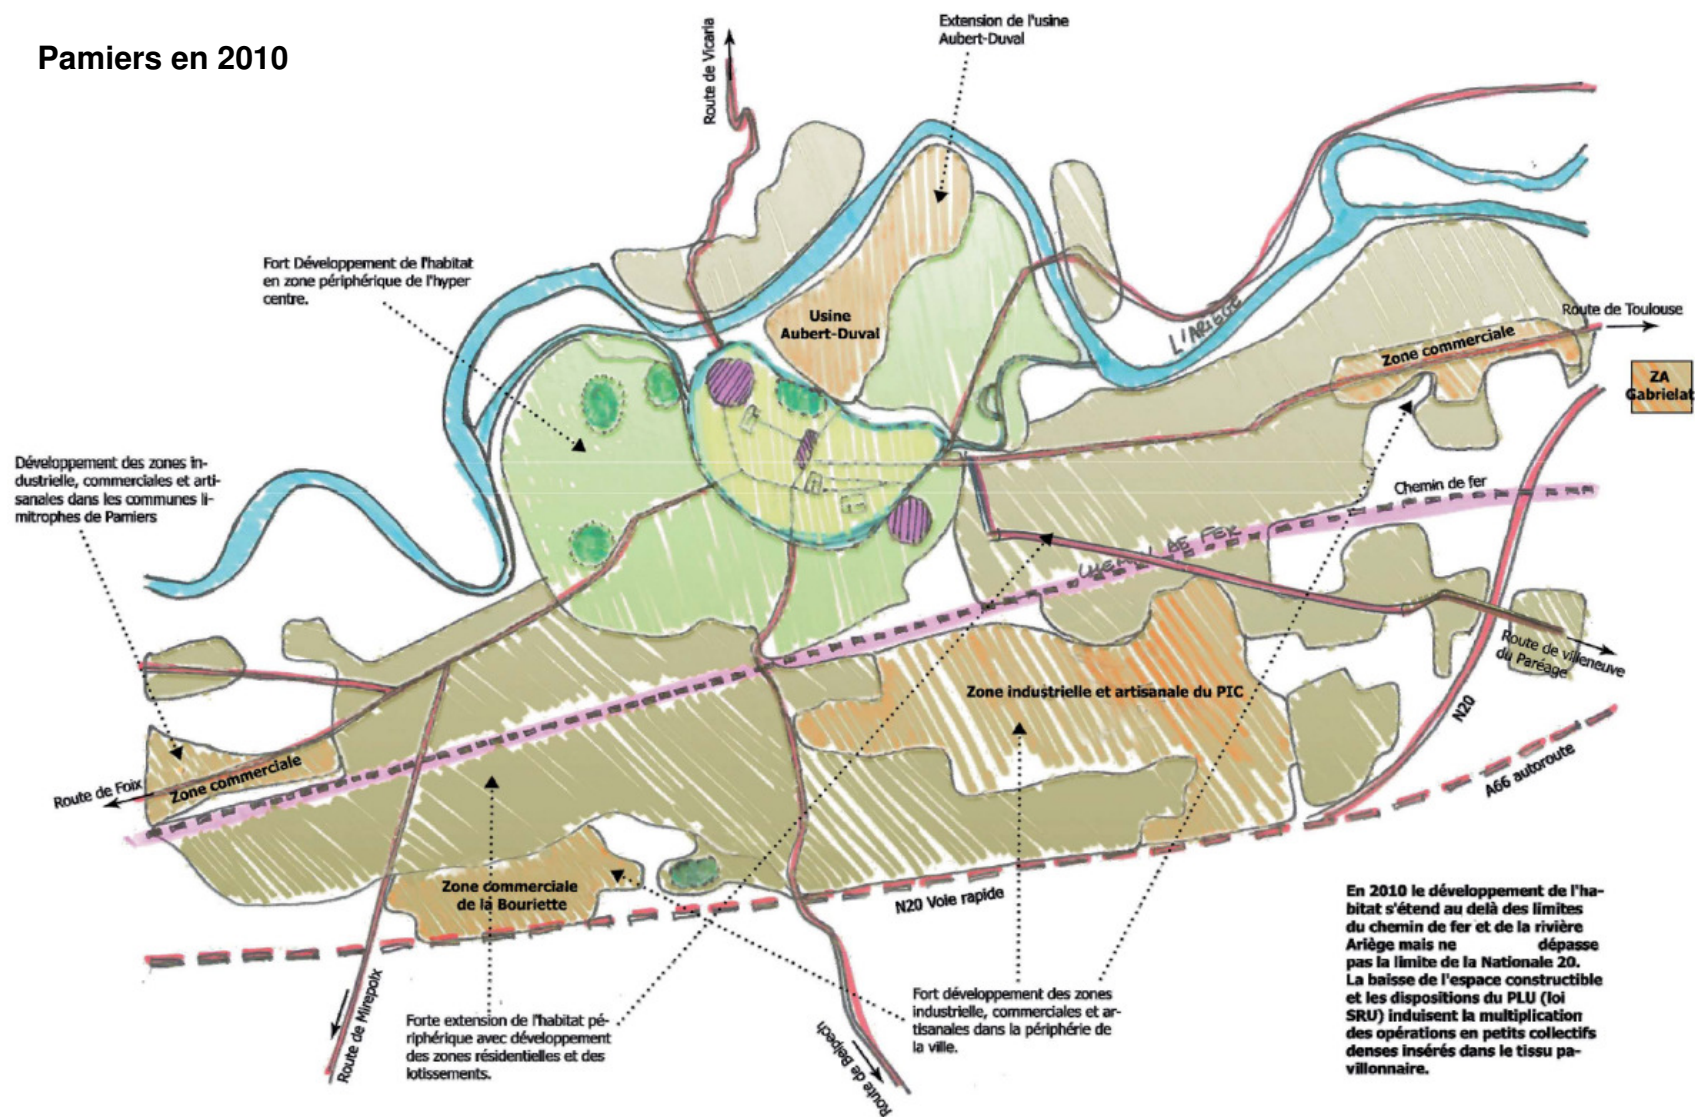 Pamiers en 2010
Extension de l'usine
Aubert-Duval
Route de Vicaria
Fort Développement de l'habitat
en zone périphérique de l'hyper
centre.
Usine
Aubert-Duval
L'ARIEGE
Route de Toulouse
Zone commerciale
ZA
Gabrielat
Développement des zones in-
dustrielle, commerciales et arti-
sanales dans les communes li-
mitrophes de Pamiers
Chemin de fer
CHEMIN DE FER
Route de villeneuve
du Paréage
Zone industrielle et artisanale du PIC
N20
A66 autoroute
Zone commerciale
Route de Foix
Zone commerciale
de la Bouriette
N20 Voie rapide
En 2010 le développement de l'ha-
bitat s'étend au delà des limites
du chemin de fer et de la rivière
Ariège mais ne dépasse
pas la limite de la Nationale 20.
La baisse de l'espace constructible
et les dispositions du PLU (loi
SRU) induisent la multiplication
des opérations en petits collectifs
denses insérés dans le tissu pa-
villonnaire.
Route de Mirepoix
Forte extension de l'habitat pé-
riphérique avec développement
des zones résidentielles et des
lotissements.
Fort développement des zones
industrielle, commerciales et ar-
tisanales dans la périphérie de
la ville.
Route de Belpech